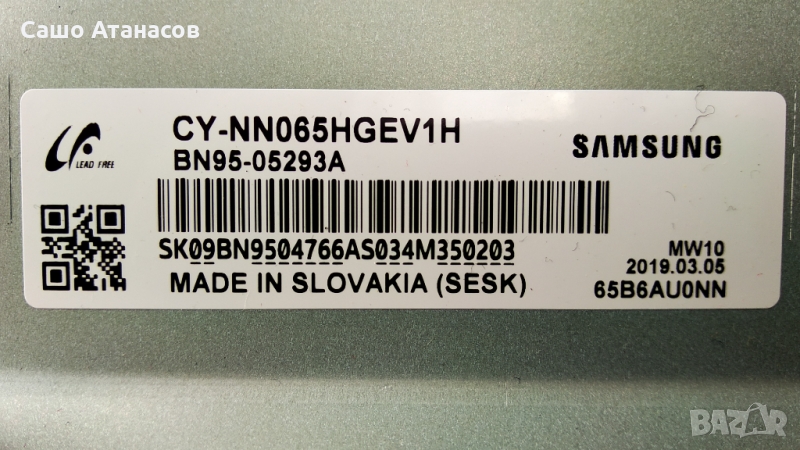 Сашо Атанасов
CY-NN065HGEV1H
BN95-05293A
SAMSUNG
LEAD FREE
SK09BN9504766AS034M350203
MADE IN SLOVAKIA (SESK)
MW10
2019.03.05
65B6AU0NN
BAZAR